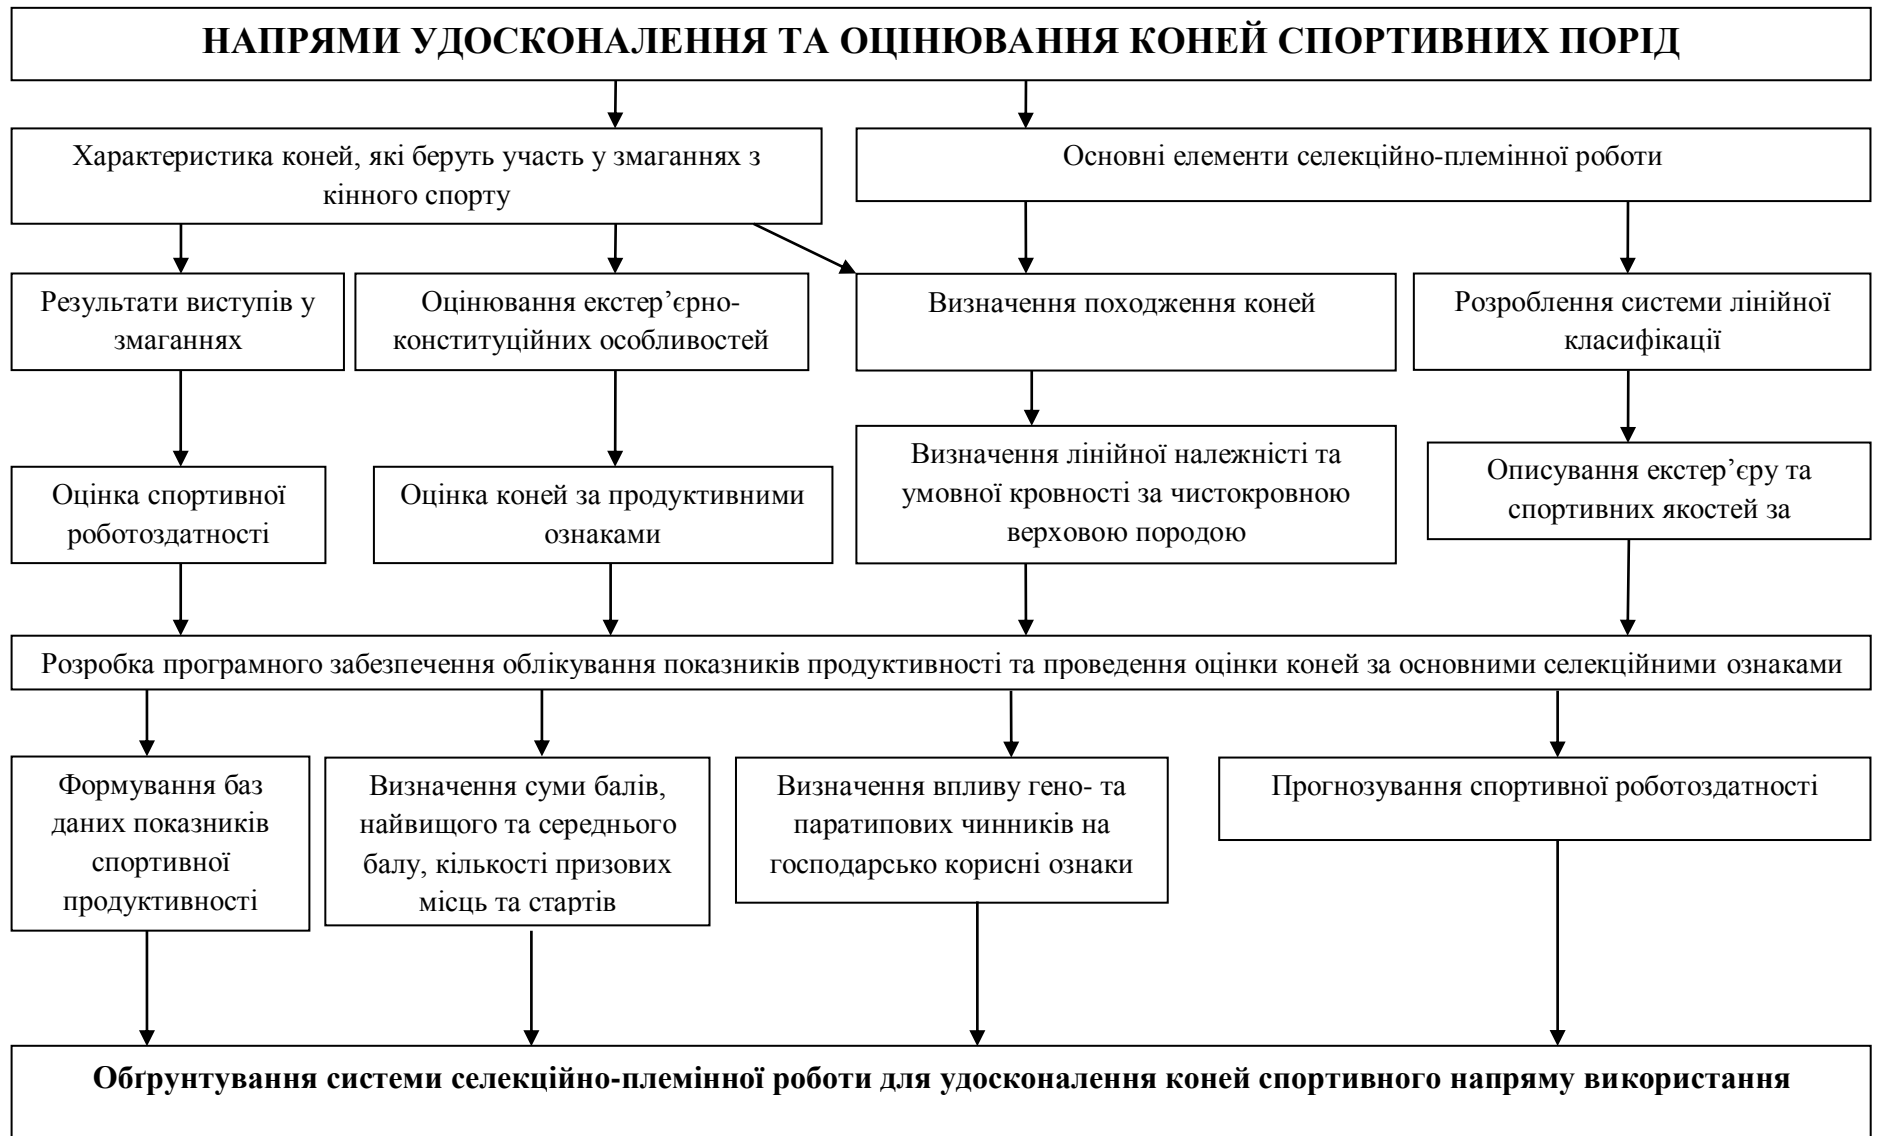 НАПРЯМИ УДОСКОНАЛЕННЯ ТА ОЦІНЮВАННЯ КОНЕЙ СПОРТИВНИХ ПОРІД
Характеристика коней, які беруть участь у змаганнях з
кінного спорту
Основні елементи селекційно-племінної роботи
Результати виступів у
змаганнях
Оцінювання екстер’єрно-
конституційних особливостей
Визначення походження коней
Розроблення системи лінійної
класифікації
Оцінка спортивної
роботоздатності
Оцінка коней за продуктивними
ознаками
Визначення лінійної належністі та
умовної кровності за чистокровною
верховою породою
Описування екстер’єру та
спортивних якостей за
Розробка програмного забезпечення облікування показників продуктивності та проведення оцінки коней за основними селекційними ознаками
Формування баз
даних показників
спортивної
продуктивності
Визначення суми балів,
найвищого та середнього
балу, кількості призових
місць та стартів
Визначення впливу гено- та
паратипових чинників на
господарсько корисні ознаки
Прогнозування спортивної роботоздатності
Обґрунтування системи селекційно-племінної роботи для удосконалення коней спортивного напряму використання